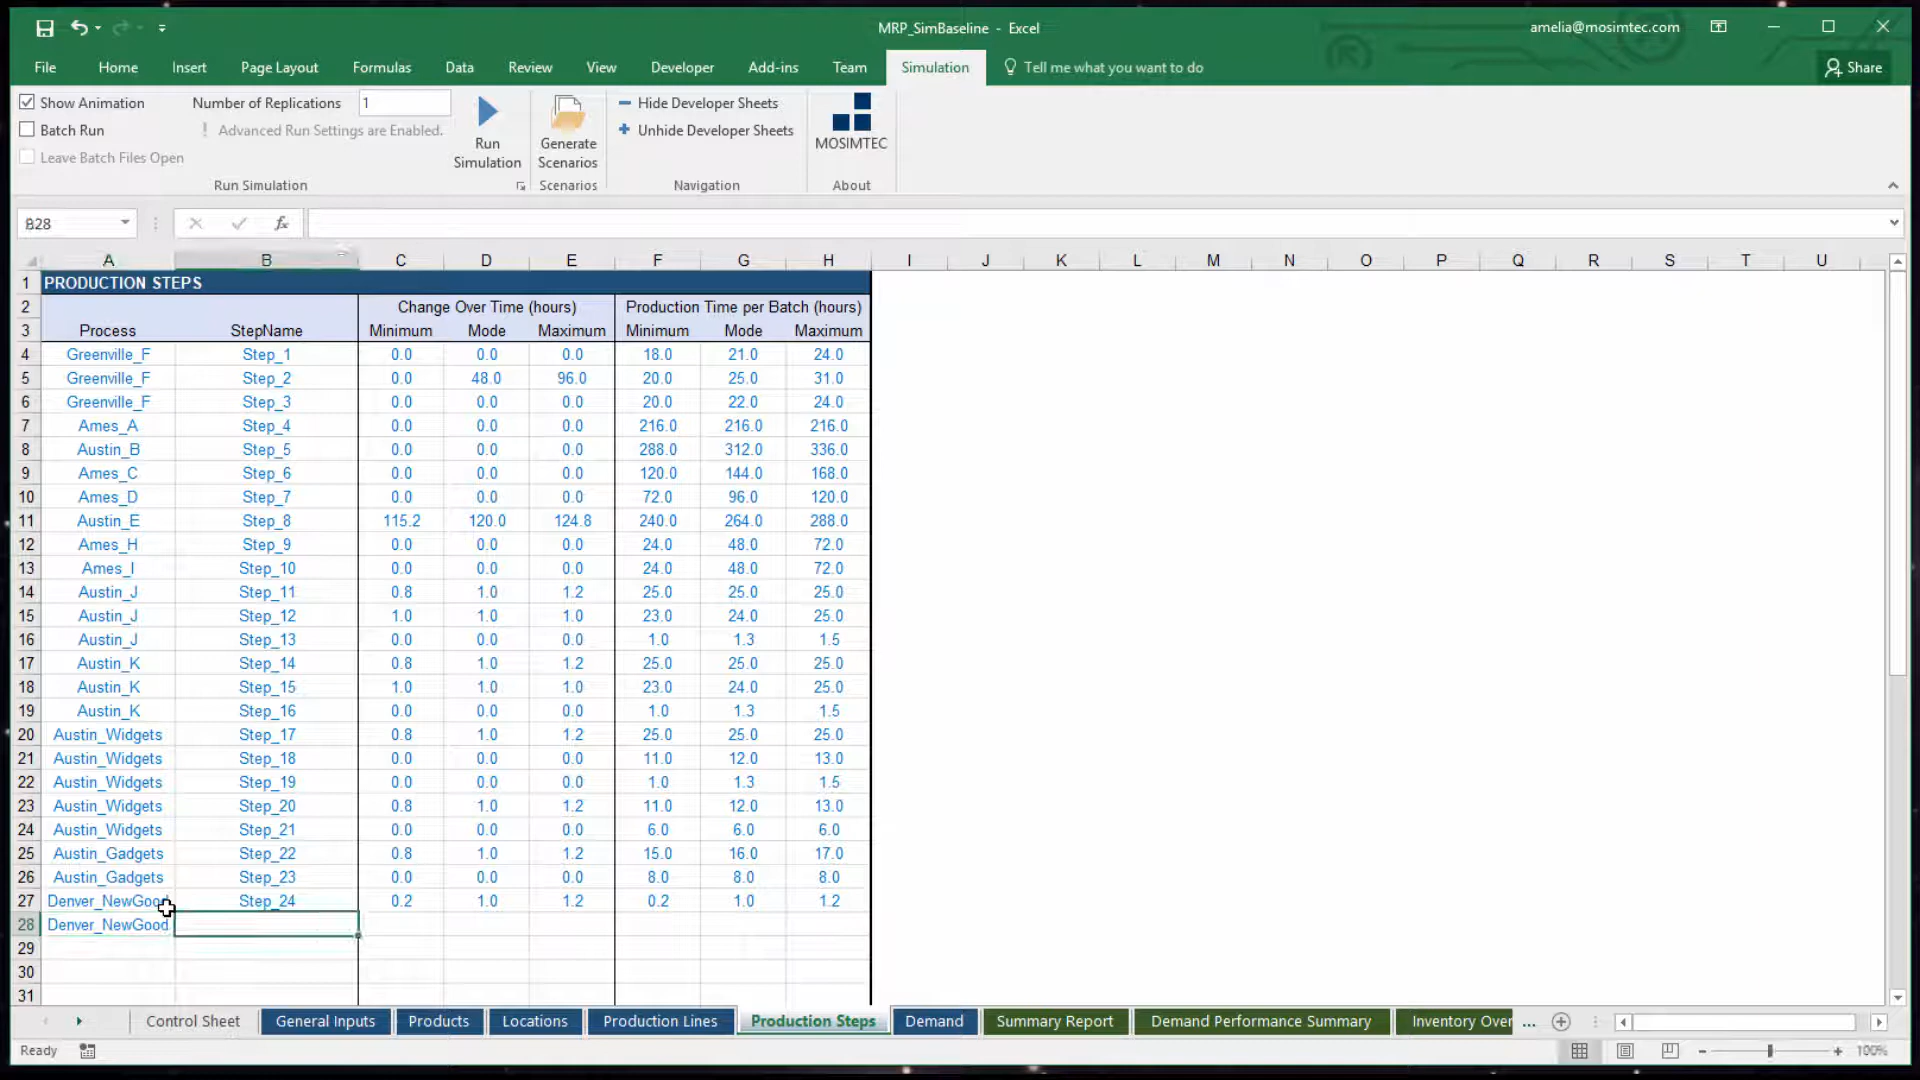 MRP_SimBaseline - Excel
amelia@mosimtec.com
File Home Insert Page Layout Formulas Data Review View Developer Add-ins Team Simulation Tell me what you want to do Share
Show Animation
Batch Run
Leave Batch Files Open
Number of Replications 1
! Advanced Run Settings are Enabled.
Run Simulation
Run
Simulation
Generate
Scenarios
Scenarios
Hide Developer Sheets
Unhide Developer Sheets
Navigation
MOSIMTEC
About
B28
fx
A B C D E F G H I J K L M N O P Q R S T U
1 PRODUCTION STEPS
2 Change Over Time (hours) Production Time per Batch (hours)
3 Process StepName Minimum Mode Maximum Minimum Mode Maximum
4 Greenville_F Step_1 0.0 0.0 0.0 18.0 21.0 24.0
5 Greenville_F Step_2 0.0 48.0 96.0 20.0 25.0 31.0
6 Greenville_F Step_3 0.0 0.0 0.0 20.0 22.0 24.0
7 Ames_A Step_4 0.0 0.0 0.0 216.0 216.0 216.0
8 Austin_B Step_5 0.0 0.0 0.0 288.0 312.0 336.0
9 Ames_C Step_6 0.0 0.0 0.0 120.0 144.0 168.0
10 Ames_D Step_7 0.0 0.0 0.0 72.0 96.0 120.0
11 Austin_E Step_8 115.2 120.0 124.8 240.0 264.0 288.0
12 Ames_H Step_9 0.0 0.0 0.0 24.0 48.0 72.0
13 Ames_I Step_10 0.0 0.0 0.0 24.0 48.0 72.0
14 Austin_J Step_11 0.8 1.0 1.2 25.0 25.0 25.0
15 Austin_J Step_12 1.0 1.0 1.0 23.0 24.0 25.0
16 Austin_J Step_13 0.0 0.0 0.0 1.0 1.3 1.5
17 Austin_K Step_14 0.8 1.0 1.2 25.0 25.0 25.0
18 Austin_K Step_15 1.0 1.0 1.0 23.0 24.0 25.0
19 Austin_K Step_16 0.0 0.0 0.0 1.0 1.3 1.5
20 Austin_Widgets Step_17 0.8 1.0 1.2 25.0 25.0 25.0
21 Austin_Widgets Step_18 0.0 0.0 0.0 11.0 12.0 13.0
22 Austin_Widgets Step_19 0.0 0.0 0.0 1.0 1.3 1.5
23 Austin_Widgets Step_20 0.8 1.0 1.2 11.0 12.0 13.0
24 Austin_Widgets Step_21 0.0 0.0 0.0 6.0 6.0 6.0
25 Austin_Gadgets Step_22 0.8 1.0 1.2 15.0 16.0 17.0
26 Austin_Gadgets Step_23 0.0 0.0 0.0 8.0 8.0 8.0
27 Denver_NewGood Step_24 0.2 1.0 1.2 0.2 1.0 1.2
28 Denver_NewGood
29
30
31
Control Sheet General Inputs Products Locations Production Lines Production Steps Demand Summary Report Demand Performance Summary Inventory Over ...
Ready
100%